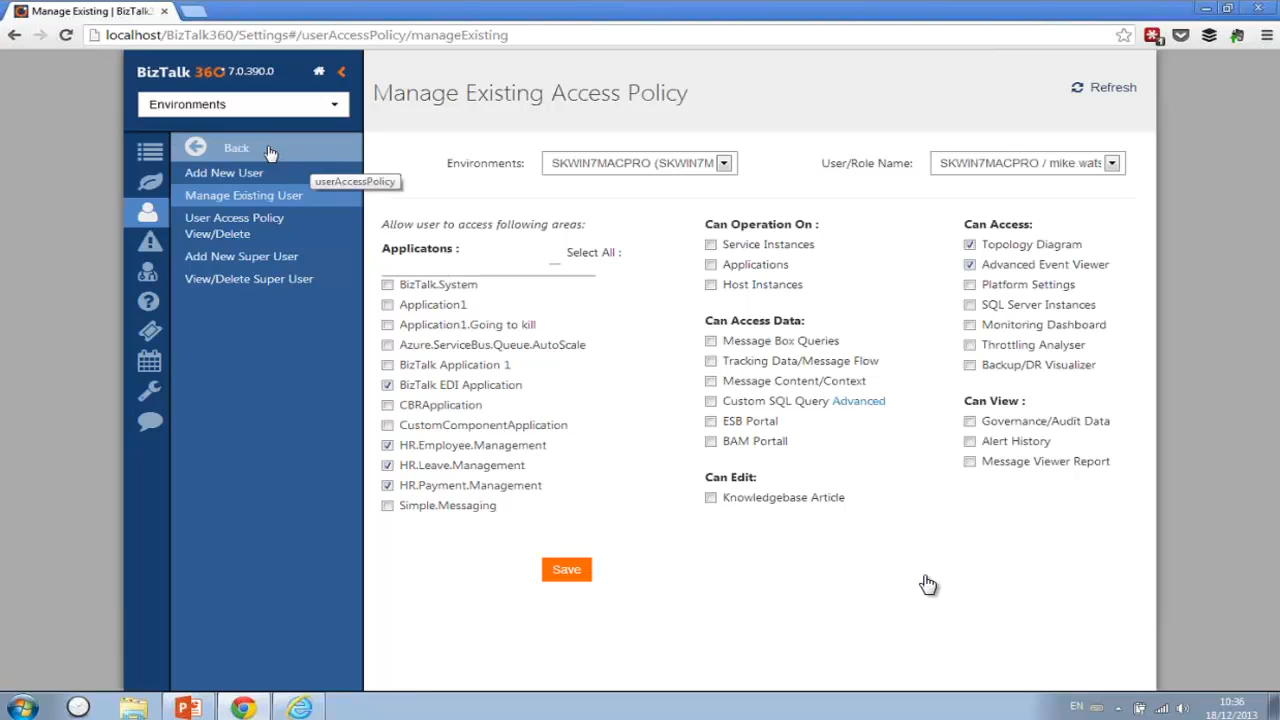 Manage Existing | BizTalk3
localhost/BizTalk360/Settings#/userAccessPolicy/manageExisting
BizTalk 360 7.0.390.0
Environments
Back
Add New User
userAccessPolicy
Manage Existing User
User Access Policy
View/Delete
Add New Super User
View/Delete Super User
Manage Existing Access Policy
Refresh
Environments:
SKWIN7MACPRO (SKWIN7M
User/Role Name:
SKWIN7MACPRO / mike wats
Allow user to access following areas:
Applicatons :
Select All :
BizTalk.System
Application1
Application1.Going to kill
Azure.ServiceBus.Queue.AutoScale
BizTalk Application 1
BizTalk EDI Application
CBRApplication
CustomComponentApplication
HR.Employee.Management
HR.Leave.Management
HR.Payment.Management
Simple.Messaging
Can Operation On :
Service Instances
Applications
Host Instances
Can Access Data:
Message Box Queries
Tracking Data/Message Flow
Message Content/Context
Custom SQL Query Advanced
ESB Portal
BAM Portall
Can Edit:
Knowledgebase Article
Can Access:
Topology Diagram
Advanced Event Viewer
Platform Settings
SQL Server Instances
Monitoring Dashboard
Throttling Analyser
Backup/DR Visualizer
Can View :
Governance/Audit Data
Alert History
Message Viewer Report
Save
EN
10:36
18/12/2013